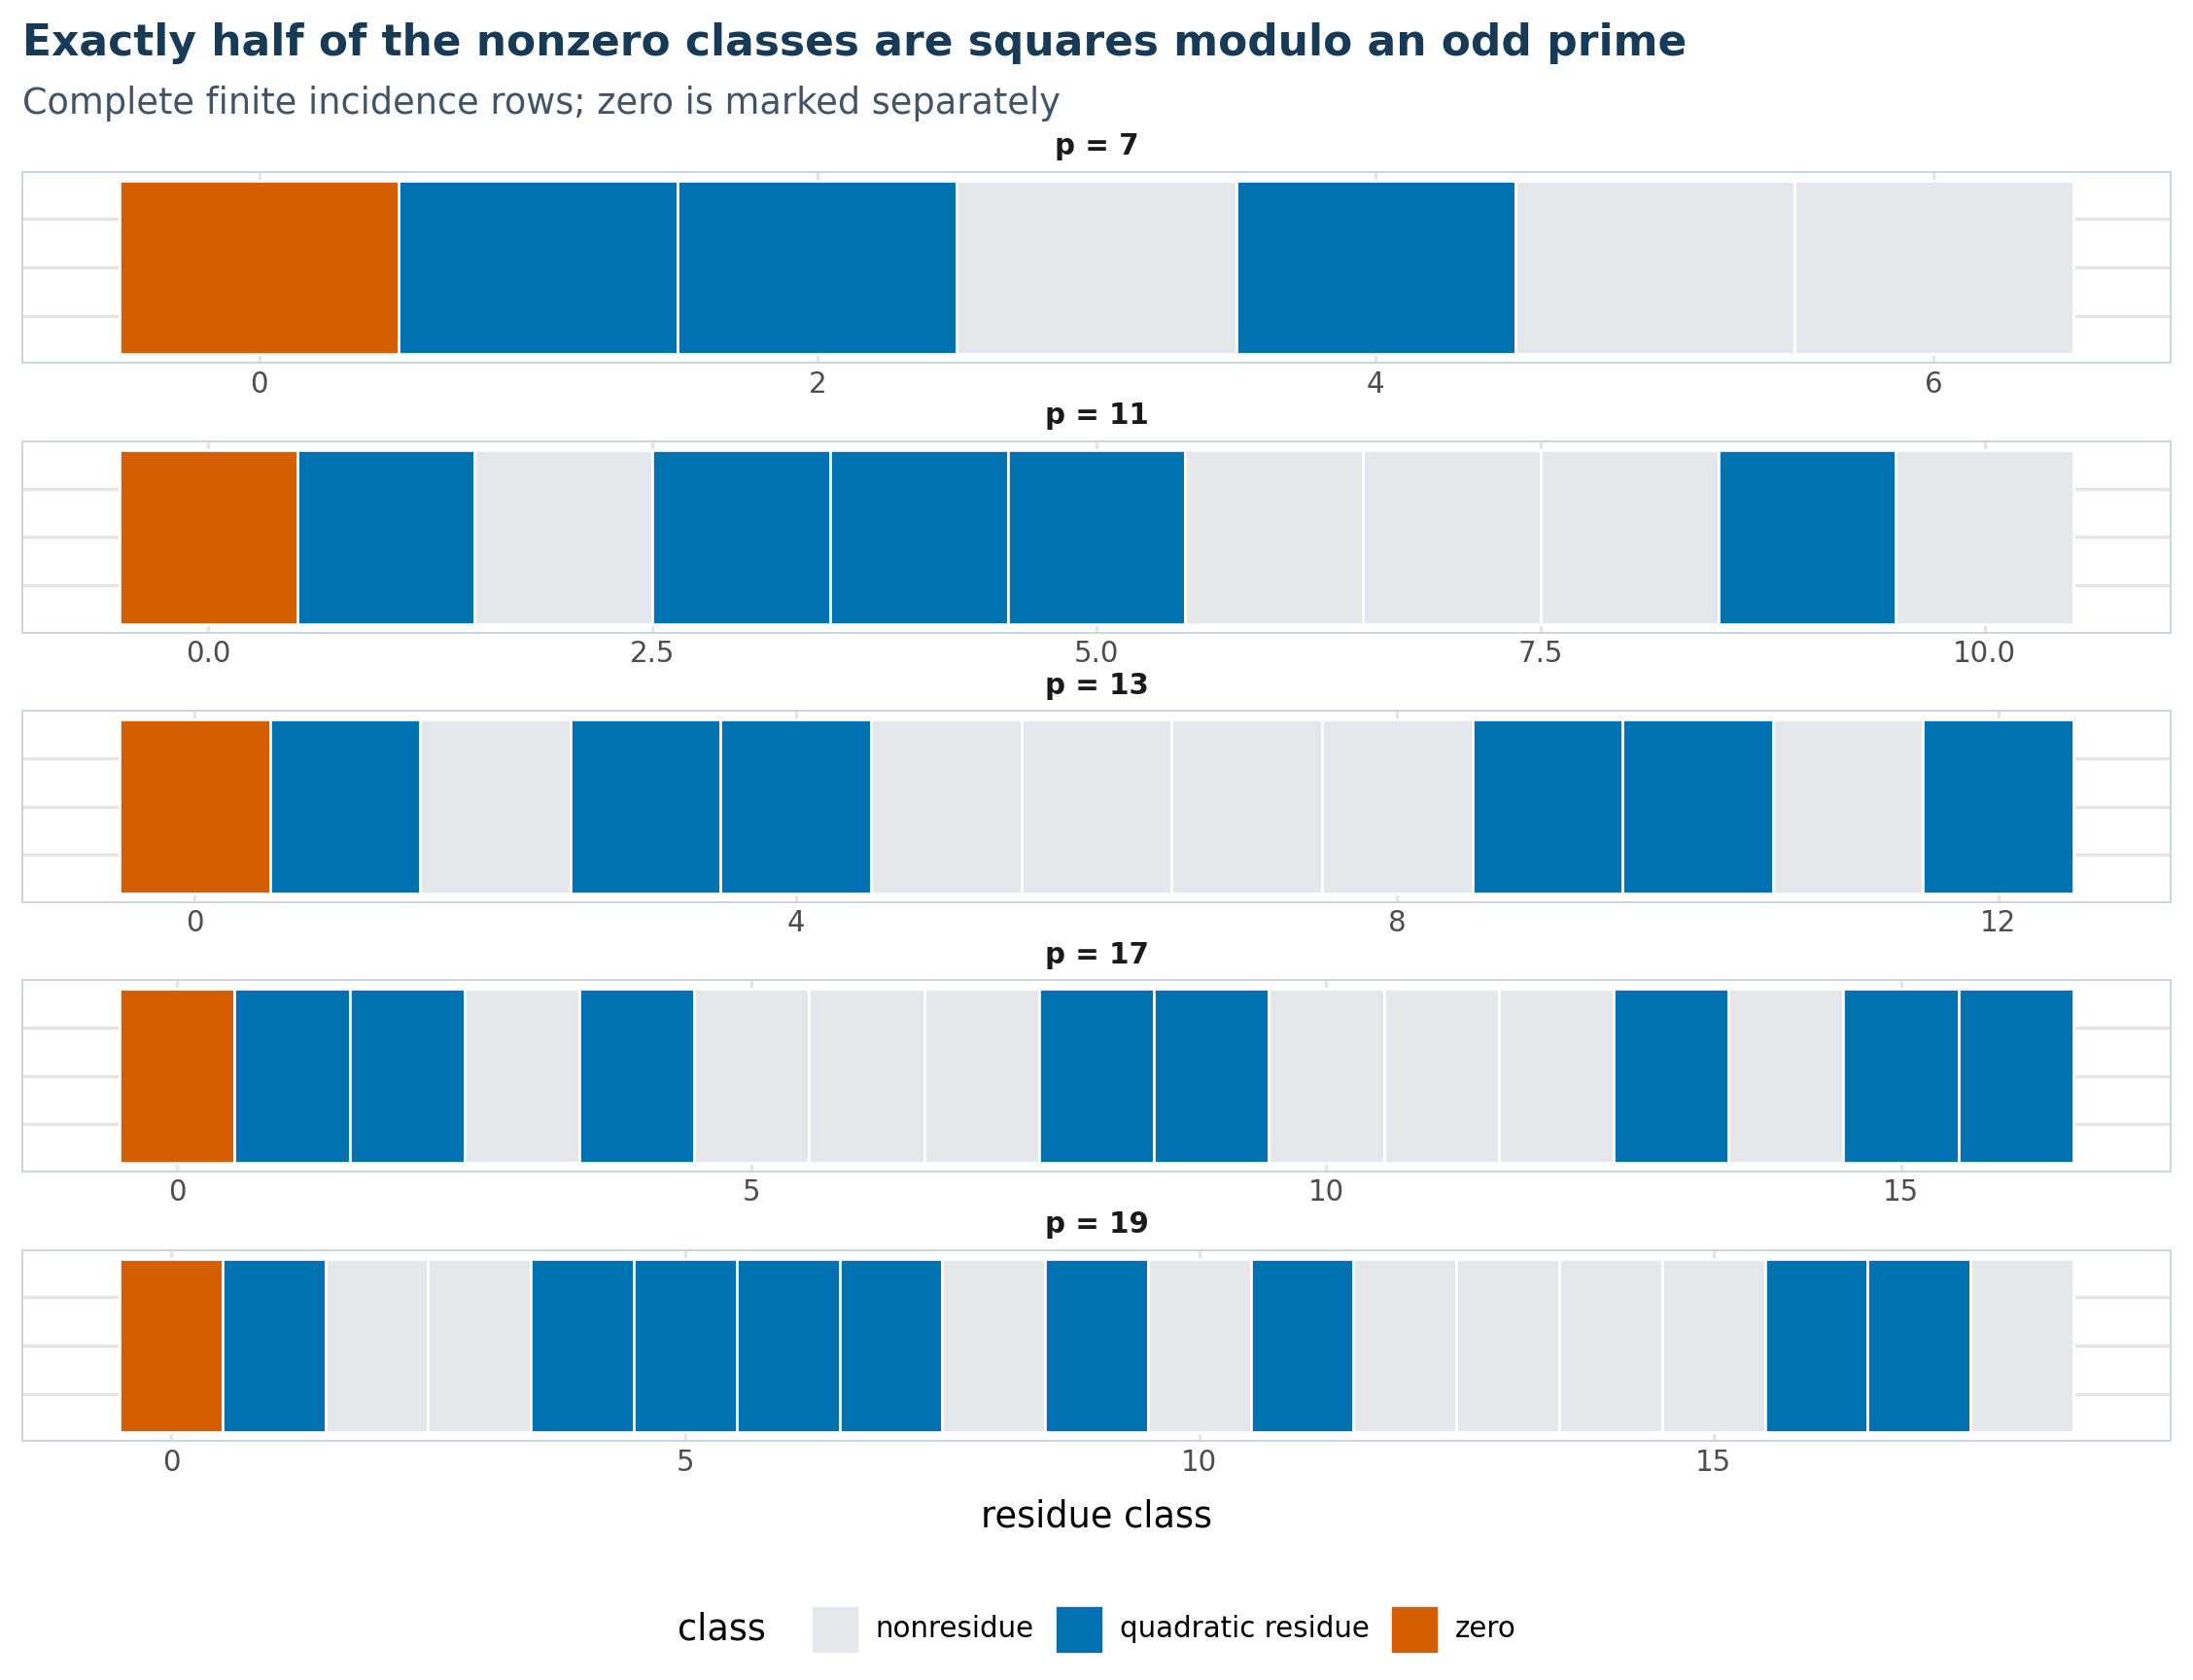 Exactly half of the nonzero classes are squares modulo an odd prime
Complete finite incidence rows; zero is marked separately
p = 7
0 2 4 6
p = 11
0.0 2.5 5.0 7.5 10.0
p = 13
0 4 8 12
p = 17
0 5 10 15
p = 19
0 5 10 15
residue class
class nonresidue quadratic residue zero